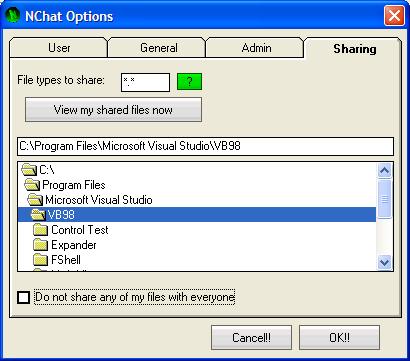 NChat Options
User General Admin Sharing
File types to share: *.* ?
View my shared files now
C:\Program Files\Microsoft Visual Studio\VB98
C:\
Program Files
Microsoft Visual Studio
VB98
Control Test
Expander
FShell
Do not share any of my files with everyone
Cancel!! OK!!